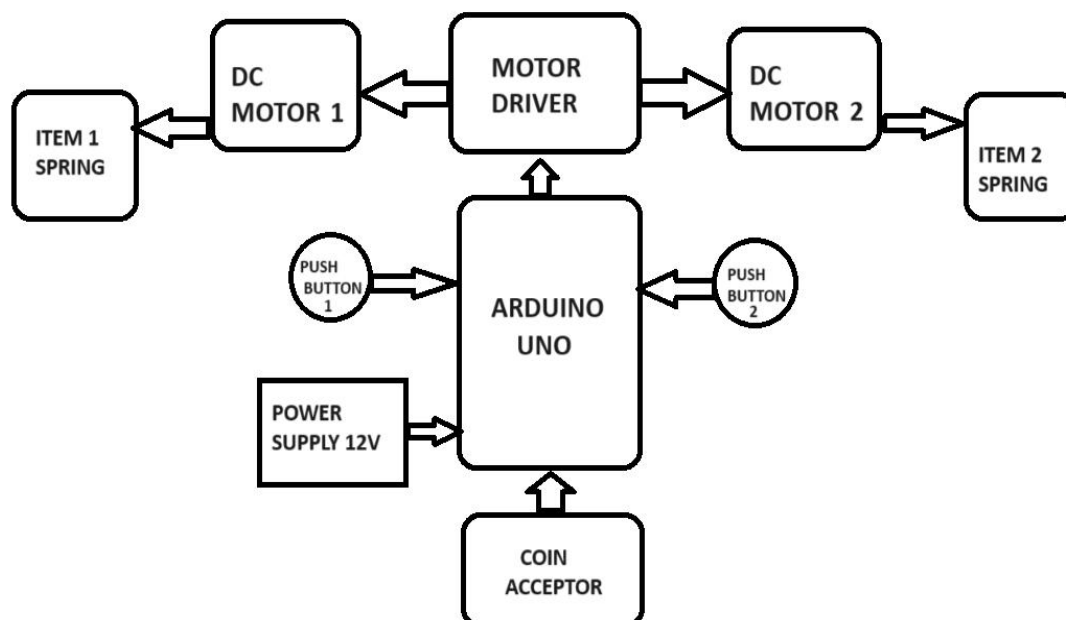 DC
MOTOR 1
MOTOR
DRIVER
DC
MOTOR 2
ITEM 1
SPRING
ITEM 2
SPRING
PUSH
BUTTON
1
ARDUINO
UNO
PUSH
BUTTON
2
POWER
SUPPLY 12V
COIN
ACCEPTOR